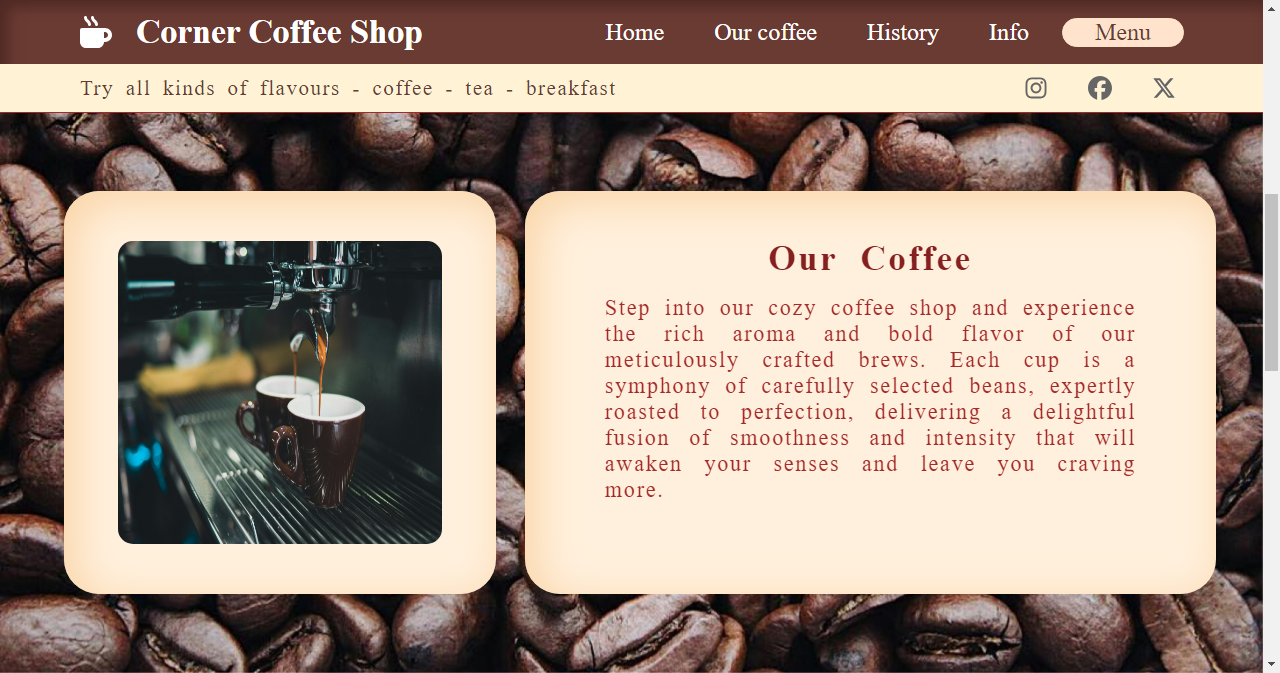 Corner Coffee Shop
Home Our coffee History Info Menu
Try all kinds of flavours - coffee - tea - breakfast
Our Coffee
Step into our cozy coffee shop and experience
the rich aroma and bold flavor of our
meticulously crafted brews. Each cup is a
symphony of carefully selected beans, expertly
roasted to perfection, delivering a delightful
fusion of smoothness and intensity that will
awaken your senses and leave you craving
more.